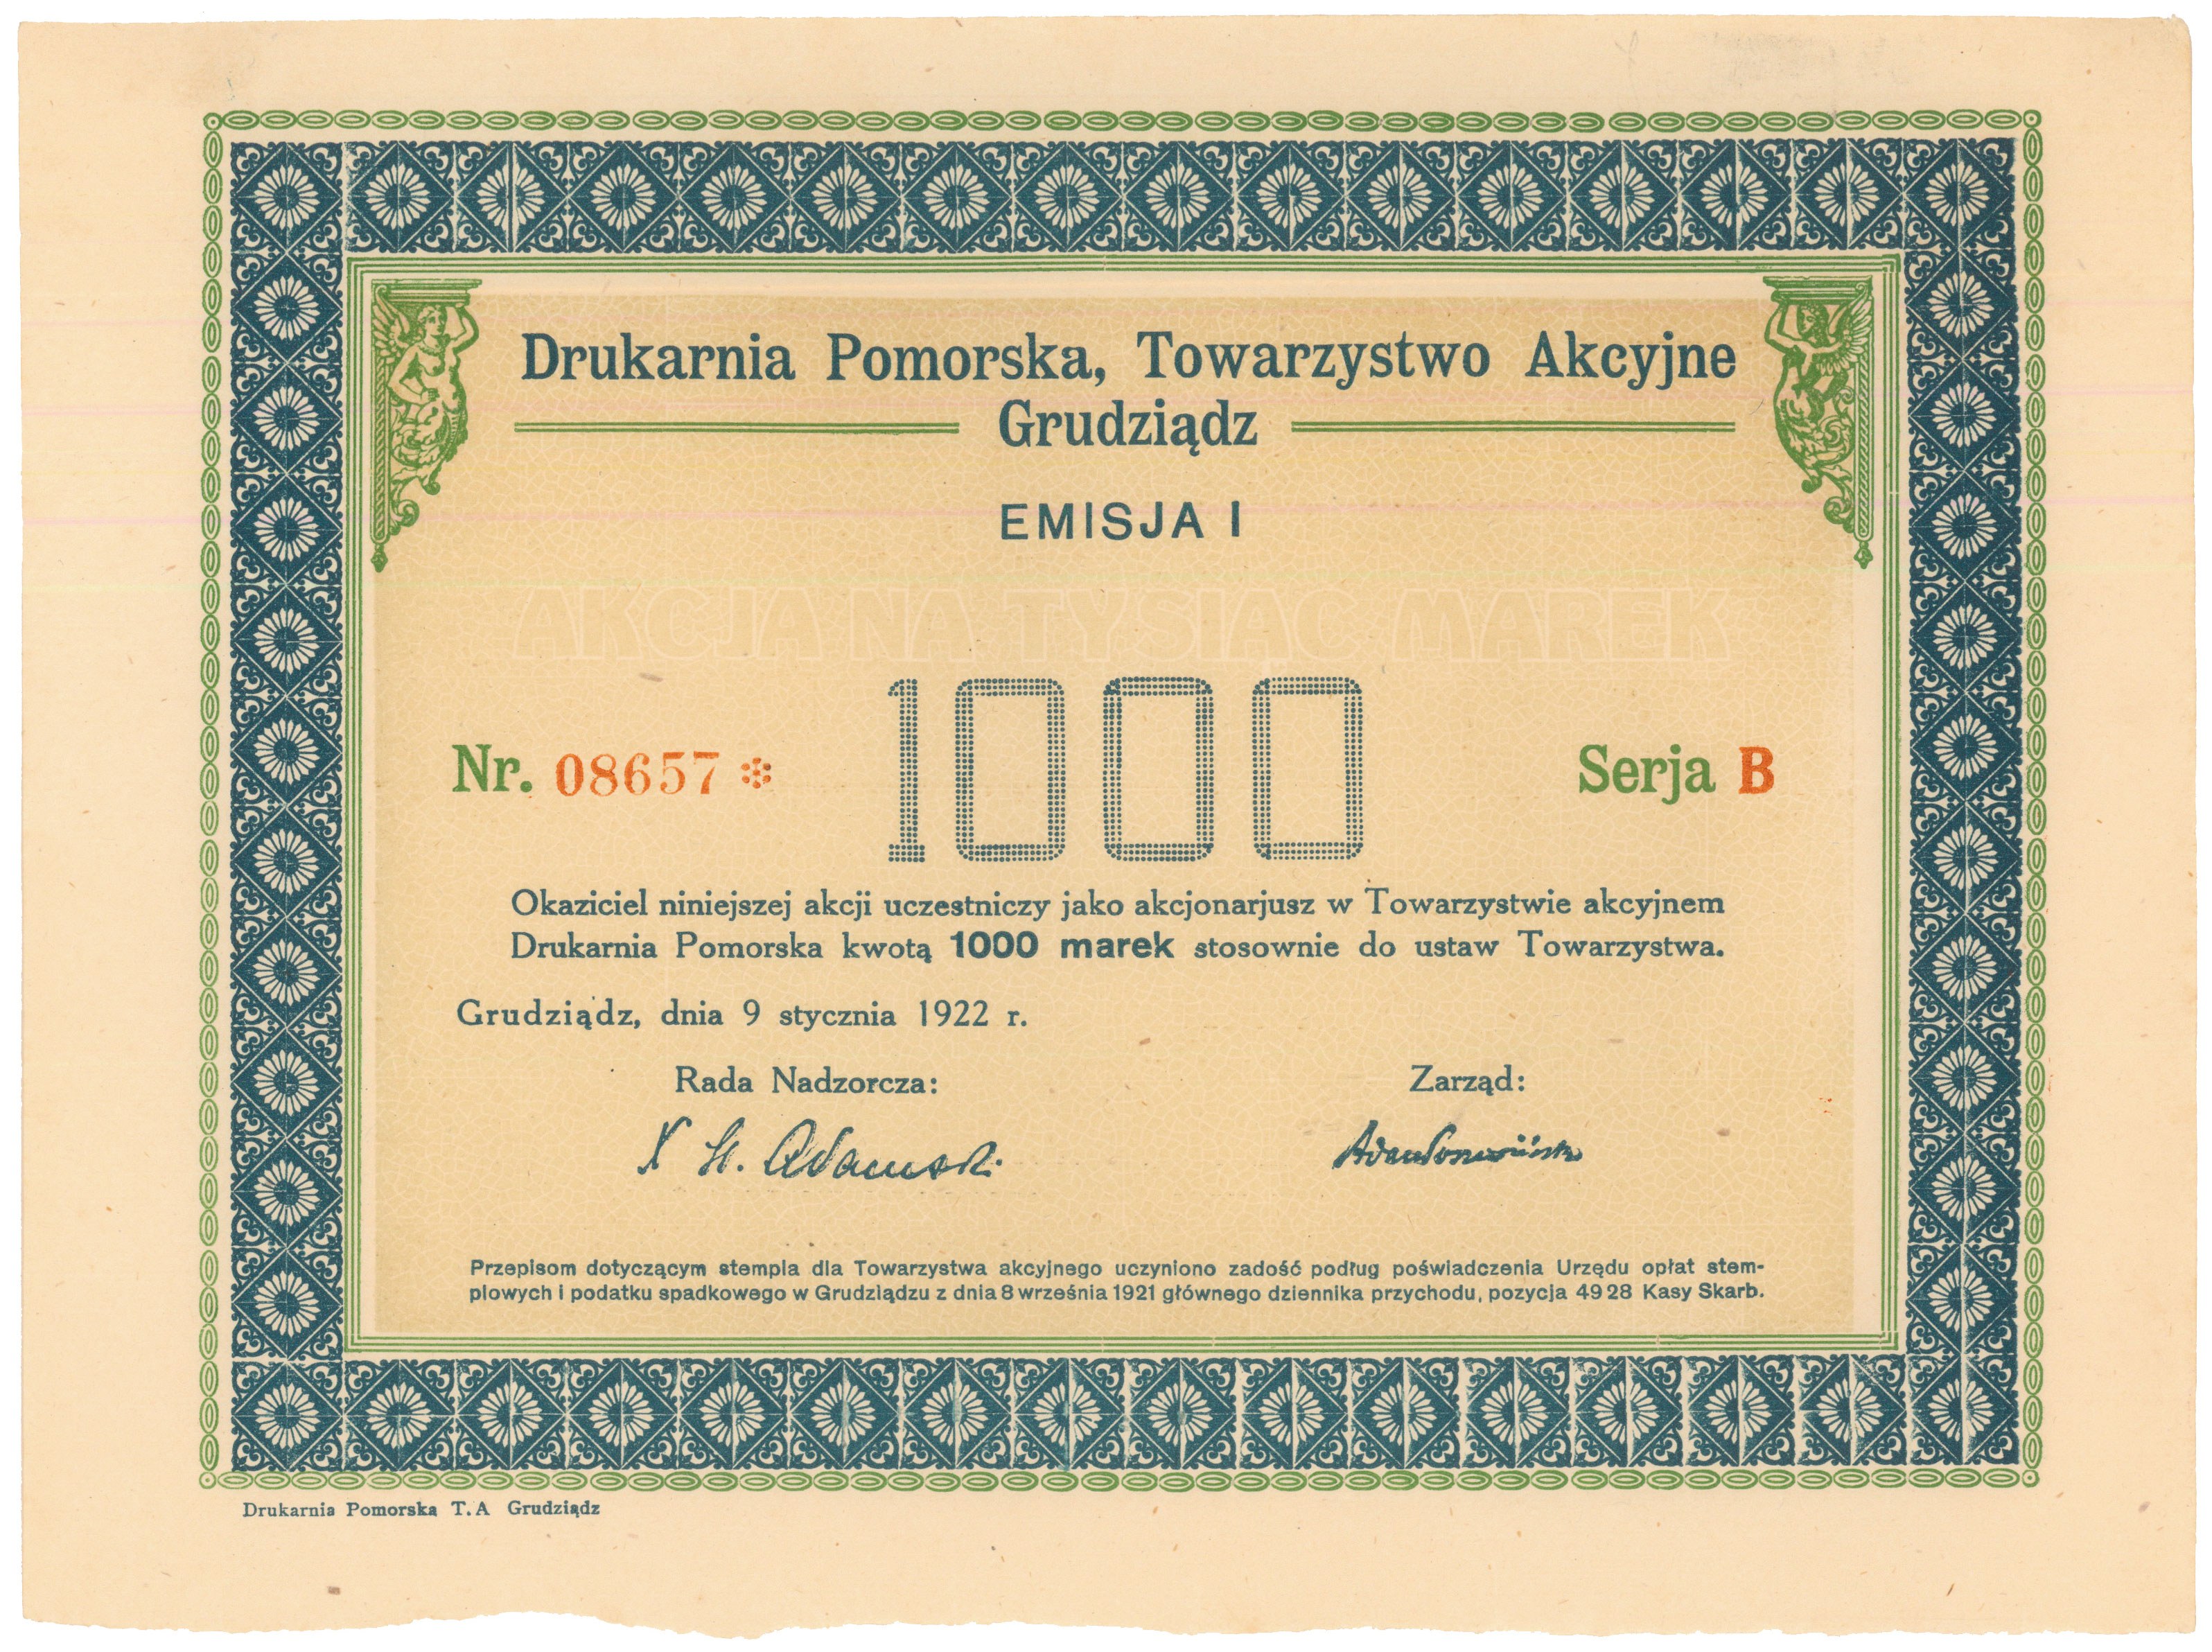 Drukarnia Pomorska, Towarzystwo Akcyjne
Grudziądz
EMISJA I
AKCJA NA TYSIĄC MAREK
1000
Nr. 08657 * Serja B
Okaziciel niniejszej akcji uczestniczy jako akcjonarjusz w Towarzystwie akcyjnem
Drukarnia Pomorska kwotą 1000 marek stosownie do ustaw Towarzystwa.
Grudziądz, dnia 9 stycznia 1922 r.
Rada Nadzorcza: Zarząd:
X St. Adamski
Przepisom dotyczącym stempla dla Towarzystwa akcyjnego uczyniono zadość podług poświadczenia Urzędu opłat stem-
plowych i podatku spadkowego w Grudziądzu z dnia 8 września 1921 głównego dziennika przychodu, pozycja 4928 Kasy Skarb.
Drukarnia Pomorska T.A Grudziądz